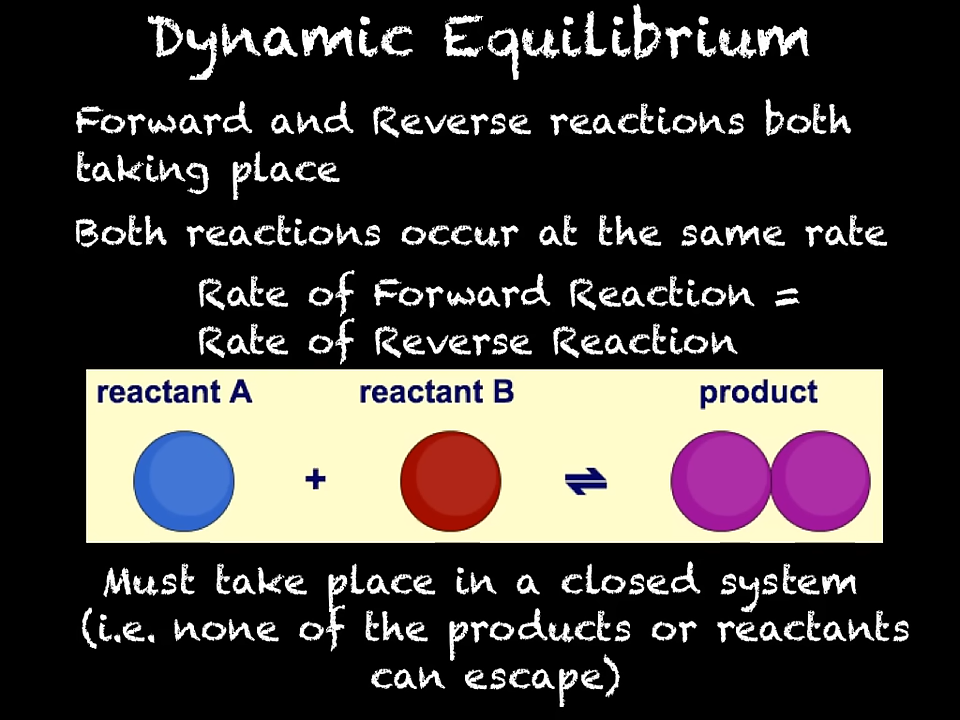 Dynamic Equilibrium
Forward and Reverse reactions both
taking place
Both reactions occur at the same rate
Rate of Forward Reaction =
Rate of Reverse Reaction
reactant A reactant B product
+ ⇌
Must take place in a closed system
(i.e. none of the products or reactants
can escape)